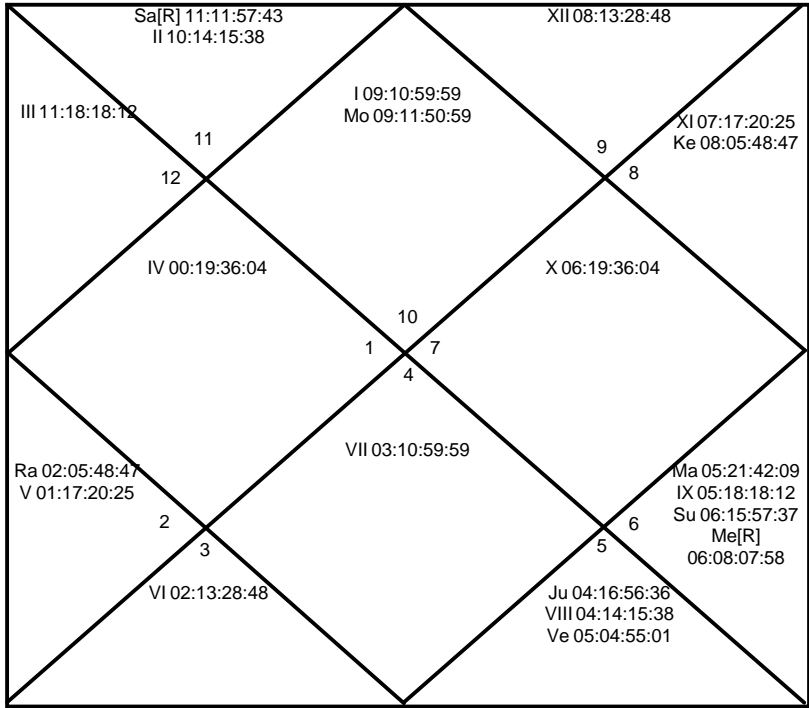 Sa[R] 11:11:57:43
II 10:14:15:38
XII 08:13:28:48
I 09:10:59:59
Mo 09:11:50:59
III 11:18:18:12
XI 07:17:20:25
Ke 08:05:48:47
11
9
12
8
IV 00:19:36:04
X 06:19:36:04
10
1
7
4
VII 03:10:59:59
Ra 02:05:48:47
V 01:17:20:25
Ma 05:21:42:09
IX 05:18:18:12
Su 06:15:57:37
Me[R]
06:08:07:58
2
6
3
5
VI 02:13:28:48
Ju 04:16:56:36
VIII 04:14:15:38
Ve 05:04:55:01